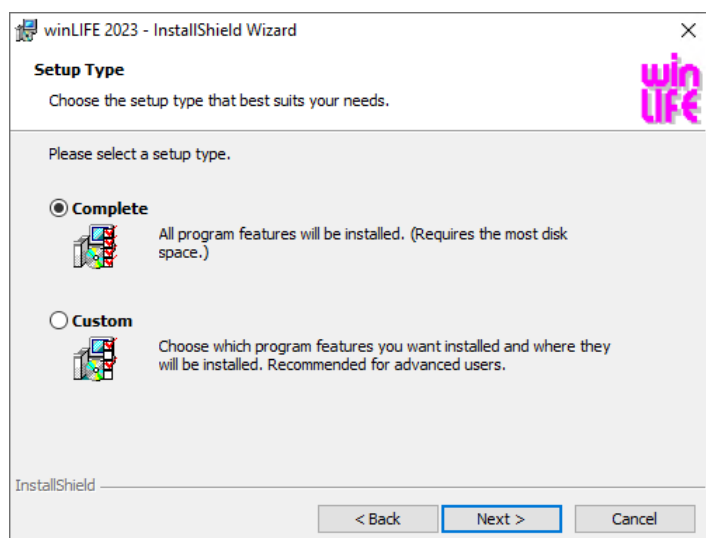 winLIFE 2023 - InstallShield Wizard
Setup Type
Choose the setup type that best suits your needs.
win
LIFE
Please select a setup type.
Complete
All program features will be installed. (Requires the most disk
space.)
Custom
Choose which program features you want installed and where they
will be installed. Recommended for advanced users.
InstallShield
< Back
Next >
Cancel